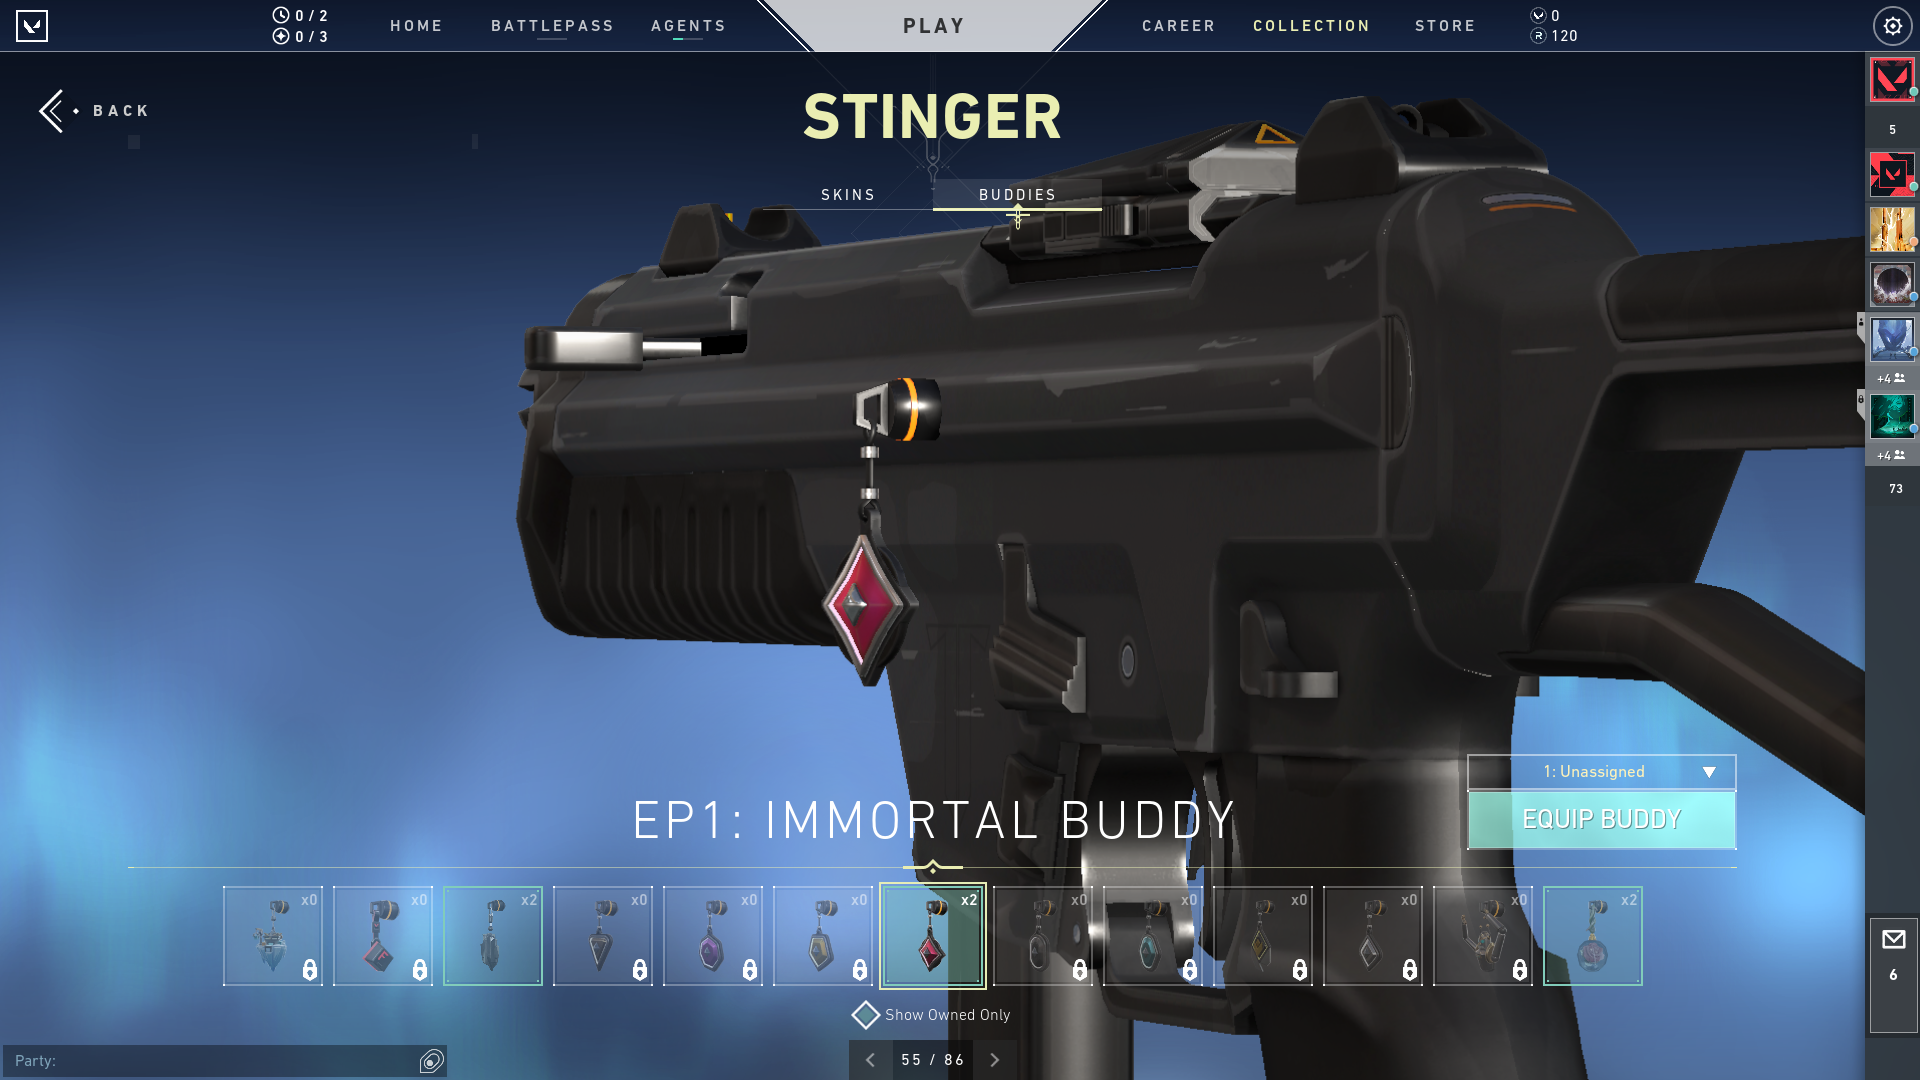 0 / 2
0 / 3
HOME
BATTLEPASS
AGENTS
PLAY
CAREER
COLLECTION
STORE
0
R 120
BACK
STINGER
SKINS
BUDDIES
5
+4
+4
73
1: Unassigned
EQUIP BUDDY
EP1: IMMORTAL BUDDY
x0
x0
x2
x0
x0
x0
x2
x0
x0
x0
x0
x0
x2
Show Owned Only
6
Party:
55 / 86